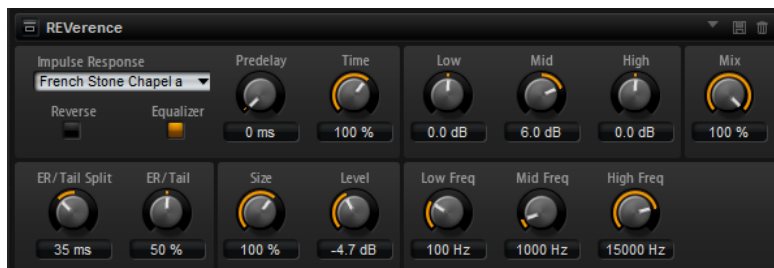 REVerence
Impulse Response
French Stone Chapel a
Reverse
Equalizer
Predelay
0 ms
Time
100 %
Low
0.0 dB
Mid
6.0 dB
High
0.0 dB
Mix
100 %
ER/Tail Split
35 ms
ER/Tail
50 %
Size
100 %
Level
-4.7 dB
Low Freq
100 Hz
Mid Freq
1000 Hz
High Freq
15000 Hz